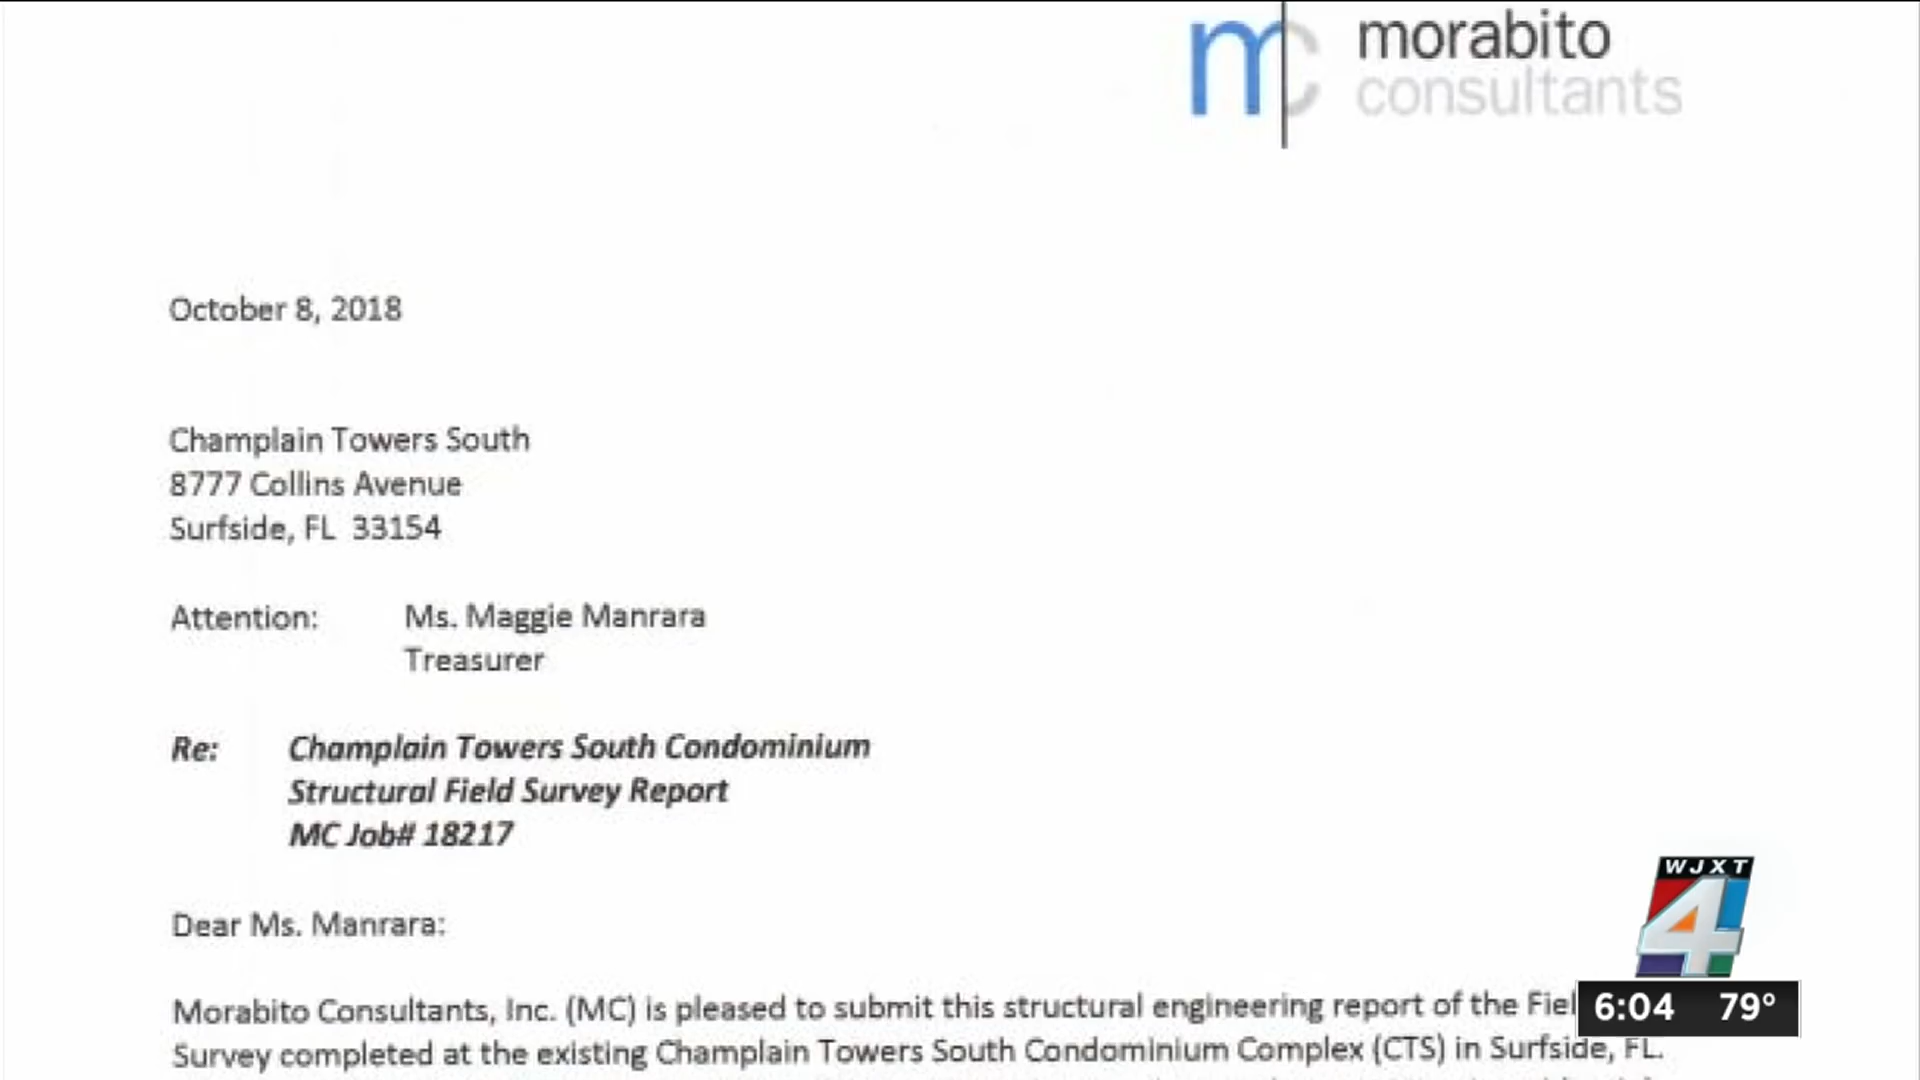 mc morabito
consultants
October 8, 2018
Champlain Towers South
8777 Collins Avenue
Surfside, FL 33154
Attention: Ms. Maggie Manrara
Treasurer
Re: Champlain Towers South Condominium
Structural Field Survey Report
MC Job# 18217
Dear Ms. Manrara:
Morabito Consultants, Inc. (MC) is pleased to submit this structural engineering report of the Fiel
Survey completed at the existing Champlain Towers South Condominium Complex (CTS) in Surfside, FL.
WJXT
4
6:04 79°